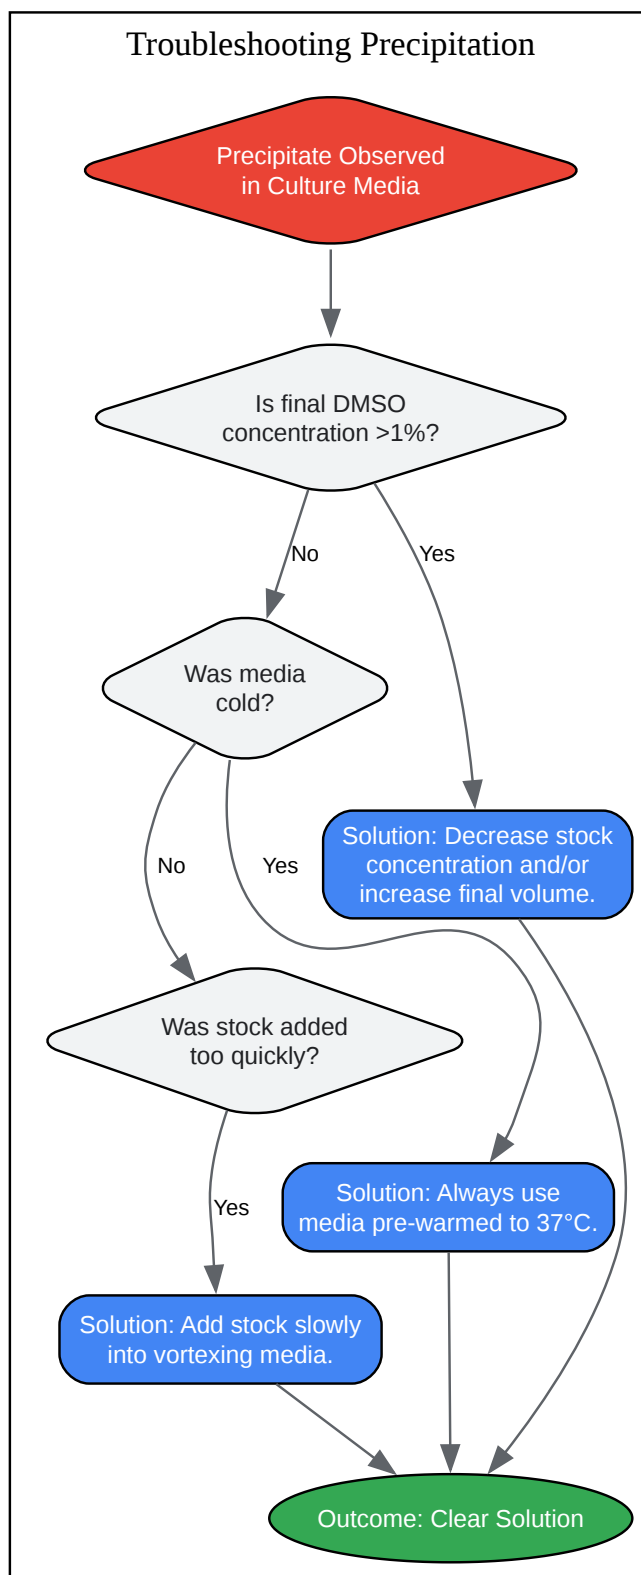 Troubleshooting Precipitation
Precipitate Observed
in Culture Media
Is final DMSO
concentration >1%?
No
Yes
Was media
cold?
Solution: Decrease stock
concentration and/or
increase final volume.
No
Yes
Was stock added
too quickly?
Solution: Always use
media pre-warmed to 37°C.
Yes
Solution: Add stock slowly
into vortexing media.
Outcome: Clear Solution